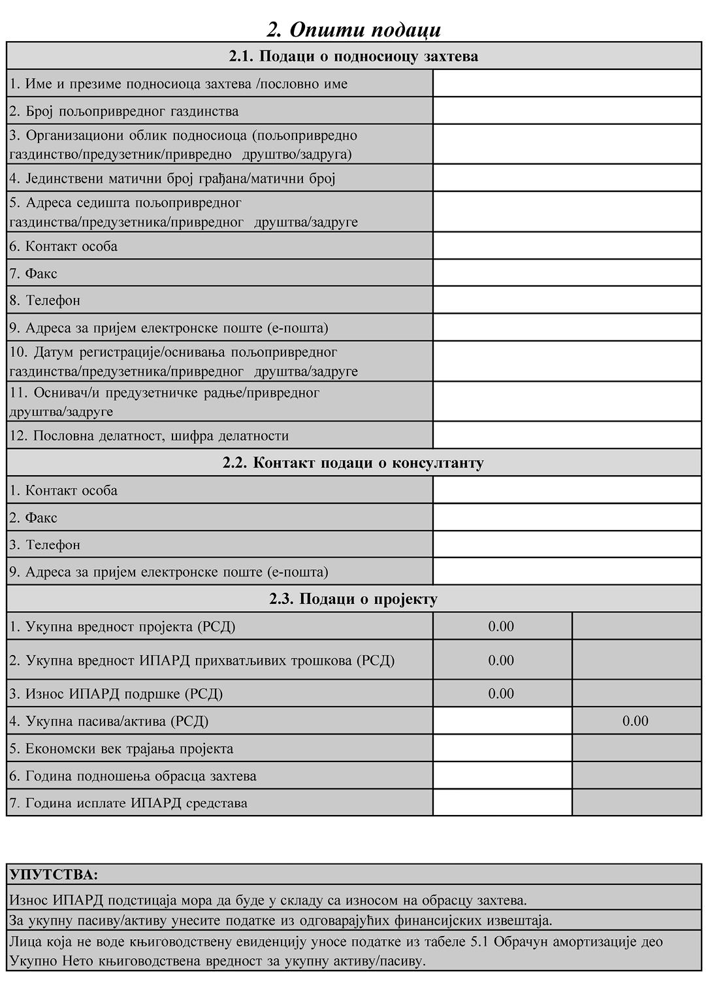 2. Општи подаци
2.1. Подаци о подносиоцу захтева
1. Име и презиме подносиоца захтева /пословно име
2. Број пољопривредног газдинства
3. Организациони облик подносиоца (пољопривредно
газдинство/предузетник/привредно друштво/задруга)
4. Јединствени матични број грађана/матични број
5. Адреса седишта пољопривредног
газдинства/предузетника/привредног друштва/задруге
6. Контакт особа
7. Факс
8. Телефон
9. Адреса за пријем електронске поште (е-пошта)
10. Датум регистрације/оснивања пољопривредног
газдинства/предузетника/привредног друштва/задруге
11. Оснивач/и предузетничке радње/привредног
друштва/задруге
12. Пословна делатност, шифра делатности
2.2. Контакт подаци о консултанту
1. Контакт особа
2. Факс
3. Телефон
9. Адреса за пријем електронске поште (е-пошта)
2.3. Подаци о пројекту
1. Укупна вредност пројекта (РСД) 0.00
2. Укупна вредност ИПАРД прихватљивих трошкова (РСД) 0.00
3. Износ ИПАРД подршке (РСД) 0.00
4. Укупна пасива/актива (РСД) 0.00
5. Економски век трајања пројекта
6. Година подношења обрасца захтева
7. Година исплате ИПАРД средстава
УПУТСТВА:
Износ ИПАРД подстицаја мора да буде у складу са износом на обрасцу захтева.
За укупну пасиву/активу унесите податке из одговарајућих финансијских извештаја.
Лица која не воде књиговодствену евиденцију уносе податке из табеле 5.1 Обрачун амортизације део
Укупно Нето књиговодствена вредност за укупну активу/пасиву.